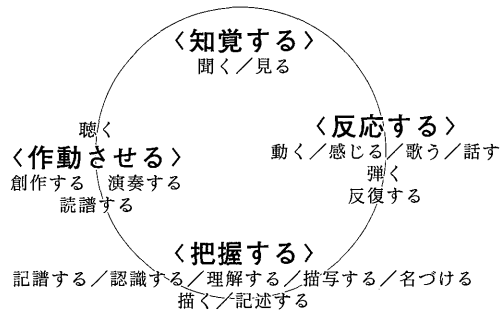 〈知覚する〉
聞く／見る
〈反応する〉
動く／感じる／歌う／話す
弾く
反復する
〈把握する〉
記譜する／認識する／理解する／描写する／名づける
描く／記述する
聴く
〈作動させる〉
創作する　演奏する
読譜する